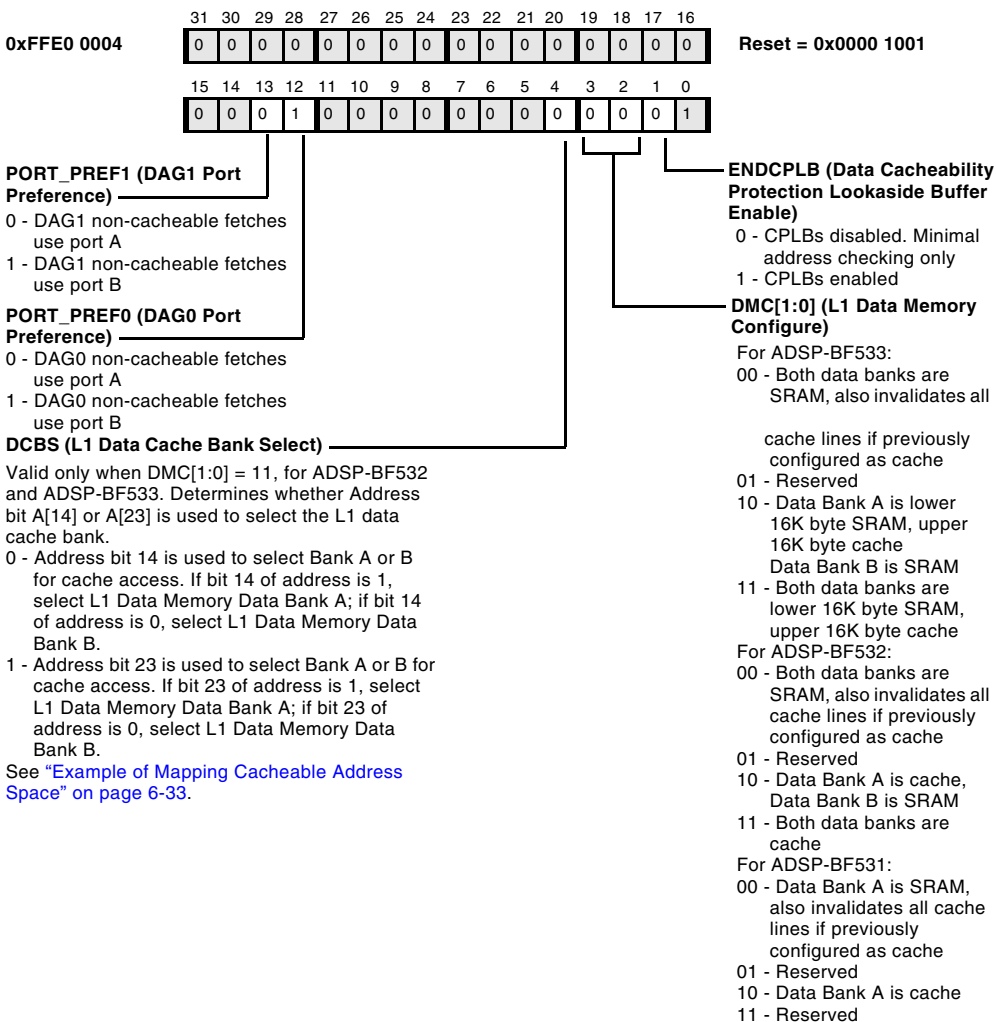 31 30 29 28 27 26 25 24 23 22 21 20 19 18 17 16
0xFFE0 0004 0 0 0 0 0 0 0 0 0 0 0 0 0 0 0 0 Reset = 0x0000 1001
15 14 13 12 11 10 9 8 7 6 5 4 3 2 1 0
0 0 0 1 0 0 0 0 0 0 0 0 0 0 0 1
PORT_PREF1 (DAG1 Port
Preference)
0 - DAG1 non-cacheable fetches
use port A
1 - DAG1 non-cacheable fetches
use port B
PORT_PREF0 (DAG0 Port
Preference)
0 - DAG0 non-cacheable fetches
use port A
1 - DAG0 non-cacheable fetches
use port B
DCBS (L1 Data Cache Bank Select)
Valid only when DMC[1:0] = 11, for ADSP-BF532
and ADSP-BF533. Determines whether Address
bit A[14] or A[23] is used to select the L1 data
cache bank.
0 - Address bit 14 is used to select Bank A or B
for cache access. If bit 14 of address is 1,
select L1 Data Memory Data Bank A; if bit 14
of address is 0, select L1 Data Memory Data
Bank B.
1 - Address bit 23 is used to select Bank A or B for
cache access. If bit 23 of address is 1, select
L1 Data Memory Data Bank A; if bit 23 of
address is 0, select L1 Data Memory Data
Bank B.
See “Example of Mapping Cacheable Address
Space” on page 6-33.
ENDCPLB (Data Cacheability
Protection Lookaside Buffer
Enable)
0 - CPLBs disabled. Minimal
address checking only
1 - CPLBs enabled
DMC[1:0] (L1 Data Memory
Configure)
For ADSP-BF533:
00 - Both data banks are
SRAM, also invalidates all
cache lines if previously
configured as cache
01 - Reserved
10 - Data Bank A is lower
16K byte SRAM, upper
16K byte cache
Data Bank B is SRAM
11 - Both data banks are
lower 16K byte SRAM,
upper 16K byte cache
For ADSP-BF532:
00 - Both data banks are
SRAM, also invalidates all
cache lines if previously
configured as cache
01 - Reserved
10 - Data Bank A is cache,
Data Bank B is SRAM
11 - Both data banks are
cache
For ADSP-BF531:
00 - Data Bank A is SRAM,
also invalidates all cache
lines if previously
configured as cache
01 - Reserved
10 - Data Bank A is cache
11 - Reserved